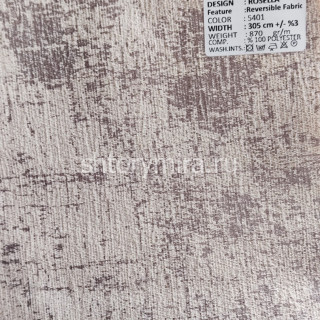 DESIGN : ROSELLA
Feature : Reversible Fabric
COLOR : 5401
WIDTH : 305 cm +/- %3
WEIGHT : 870 gr/m
COMP. : % 100 POLYESTER
WASH.INTS. :
shtorymira.ru